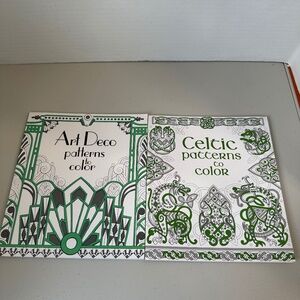 Art Deco
patterns
to
color
Celtic
patterns
to
color